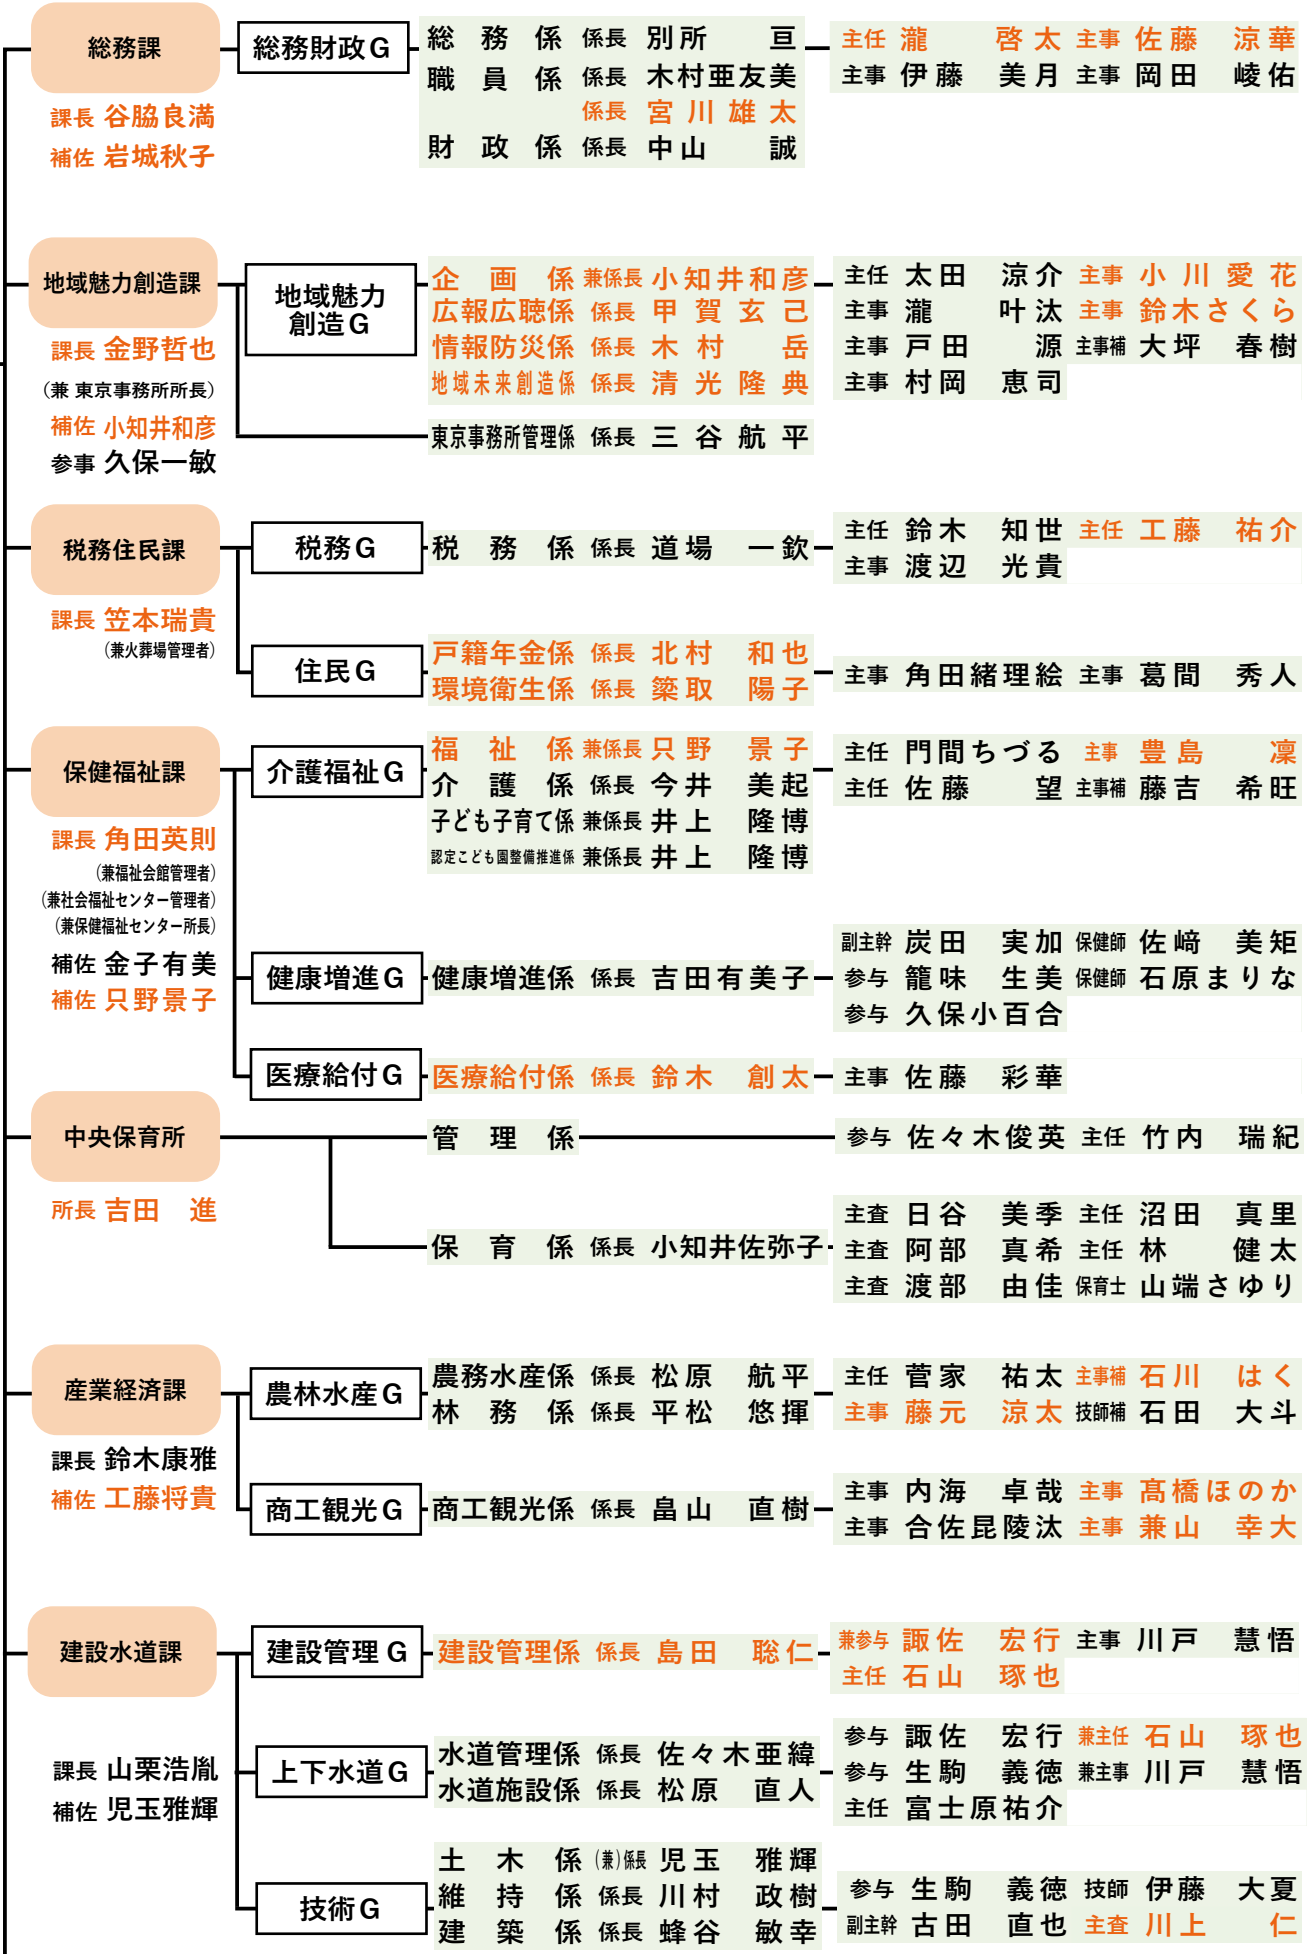 総務課
課長 谷脇良満
補佐 岩城秋子
総務財政G
総務係 係長 別所 亘
職員係 係長 木村亜友美
係長 宮川雄太
財政係 係長 中山 誠
主任 瀧 啓太 主事 佐藤 涼華
主事 伊藤 美月 主事 岡田 崚佑
地域魅力創造課
課長 金野哲也
（兼 東京事務所所長）
補佐 小知井和彦
参事 久保一敏
地域魅力
創造G
企画係 兼係長 小知井和彦
広報広聴係 係長 甲賀玄己
情報防災係 係長 木村 岳
地域未来創造係 係長 清光隆典
主任 太田 涼介 主事 小川愛花
主事 瀧 叶汰 主事 鈴木さくら
主事 戸田 源 主事補 大坪 春樹
主事 村岡 恵司
東京事務所管理係 係長 三谷航平
税務住民課
課長 笠本瑞貴
（兼火葬場管理者）
税務G
税務係 係長 道場 一欽
主任 鈴木 知世 主任 工藤 祐介
主事 渡辺 光貴
住民G
戸籍年金係 係長 北村 和也
環境衛生係 係長 築取 陽子
主事 角田緒理絵 主事 葛間 秀人
保健福祉課
課長 角田英則
（兼福祉会館管理者）
（兼社会福祉センター管理者）
（兼保健福祉センター所長）
補佐 金子有美
補佐 只野景子
介護福祉G
福祉係 兼係長 只野 景子
介護係 係長 今井 美起
子ども子育て係 兼係長 井上 隆博
認定こども園整備推進係 兼係長 井上 隆博
主任 門間ちづる 主事 豊島 凜
主任 佐藤 望 主事補 藤吉 希旺
健康増進G
健康増進係 係長 吉田有美子
副主幹 炭田 実加 保健師 佐﨑 美矩
参与 籠味 生美 保健師 石原まりな
参与 久保小百合
医療給付G
医療給付係 係長 鈴木 創太
主事 佐藤 彩華
中央保育所
所長 吉田 進
管理係
参与 佐々木俊英 主任 竹内 瑞紀
保育係 係長 小知井佐弥子
主査 日谷 美季 主任 沼田 真里
主査 阿部 真希 主任 林 健太
主査 渡部 由佳 保育士 山端さゆり
産業経済課
課長 鈴木康雅
補佐 工藤将貴
農林水産G
農務水産係 係長 松原 航平
林務係 係長 平松 悠揮
主任 菅家 祐太 主事補 石川 はく
主事 藤元 涼太 技師補 石田 大斗
商工観光G
商工観光係 係長 畠山 直樹
主事 内海 卓哉 主事 髙橋ほのか
主事 合佐昆陵汰 主事 兼山 幸大
建設水道課
課長 山栗浩胤
補佐 児玉雅輝
建設管理G
建設管理係 係長 島田 聡仁
兼参与 諏佐 宏行 主事 川戸 慧悟
主任 石山 琢也
上下水道G
水道管理係 係長 佐々木亜緯
水道施設係 係長 松原 直人
参与 諏佐 宏行 兼主任 石山 琢也
参与 生駒 義徳 兼主事 川戸 慧悟
主任 富士原祐介
技術G
土木係 （兼）係長 児玉 雅輝
維持係 係長 川村 政樹
建築係 係長 蜂谷 敏幸
参与 生駒 義徳 技師 伊藤 大夏
副主幹 古田 直也 主査 川上 仁